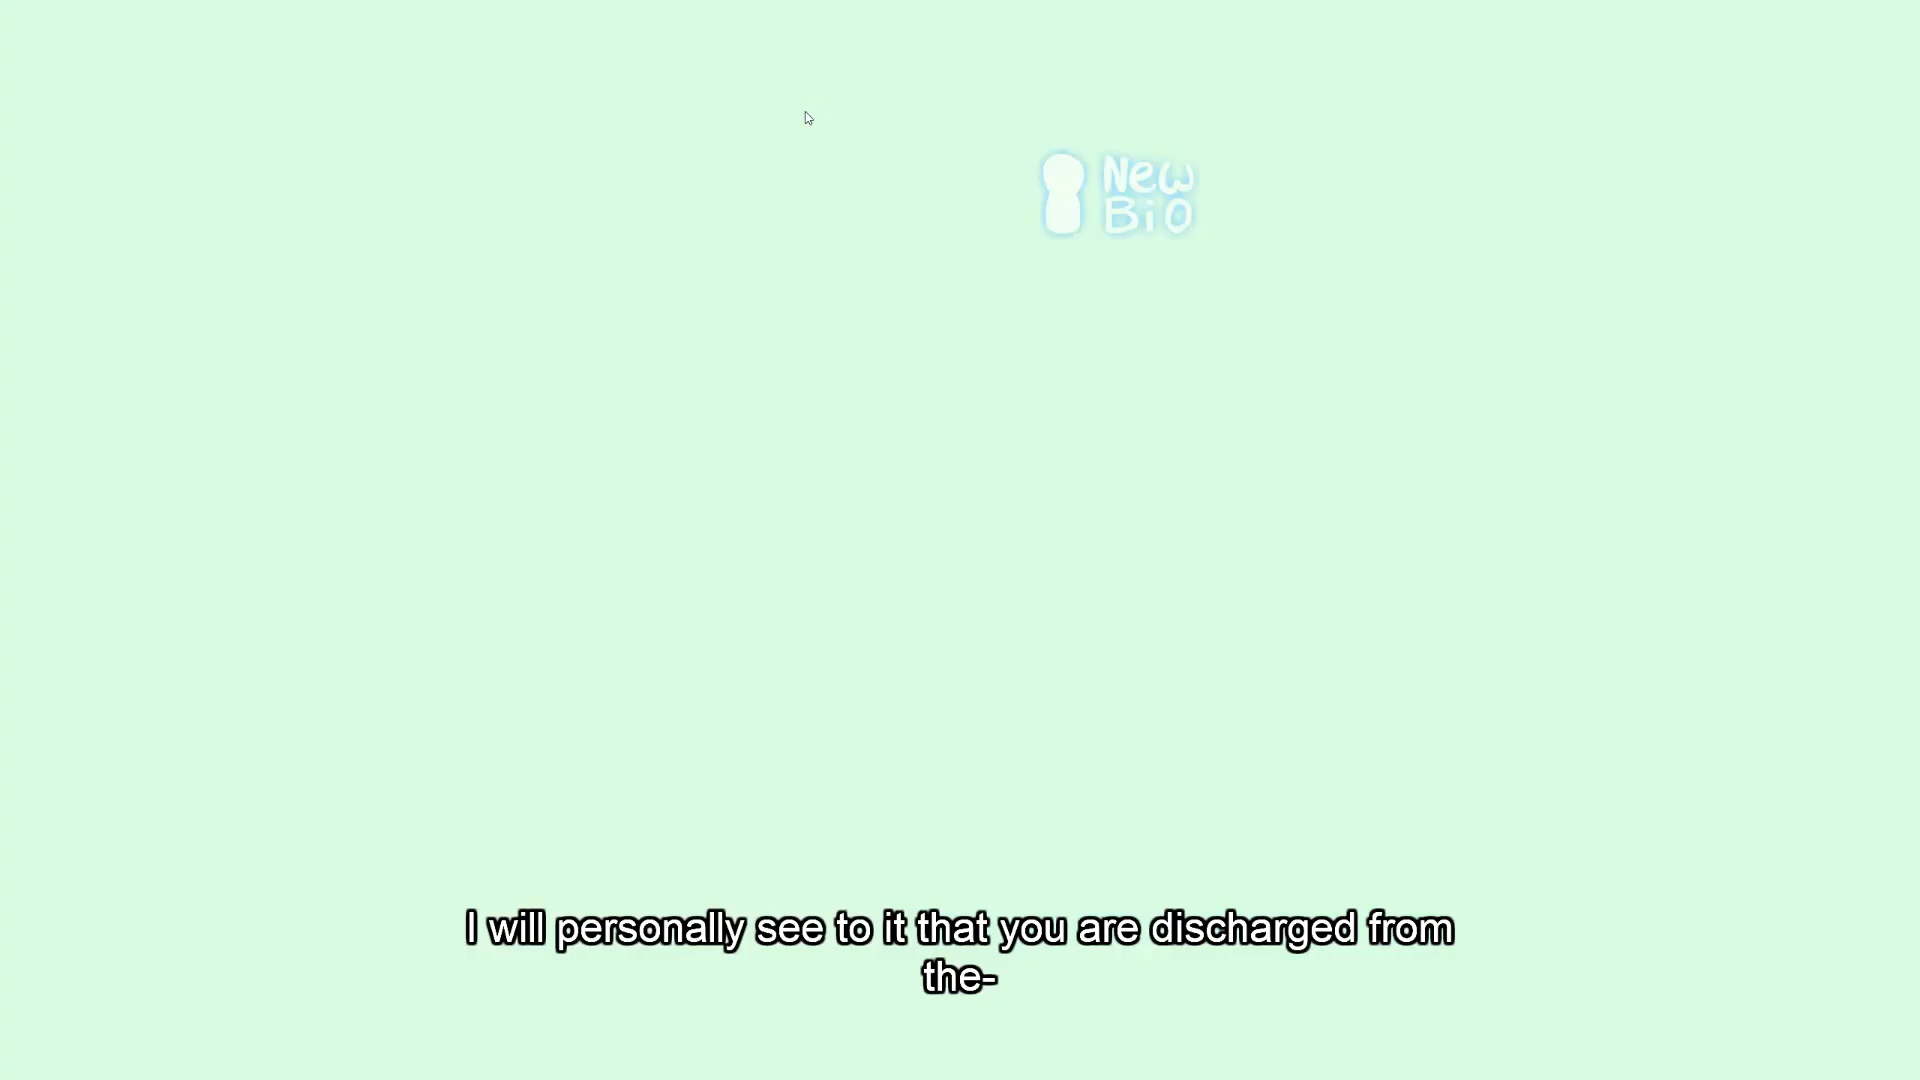 New
BiO
I will personally see to it that you are discharged from
the-